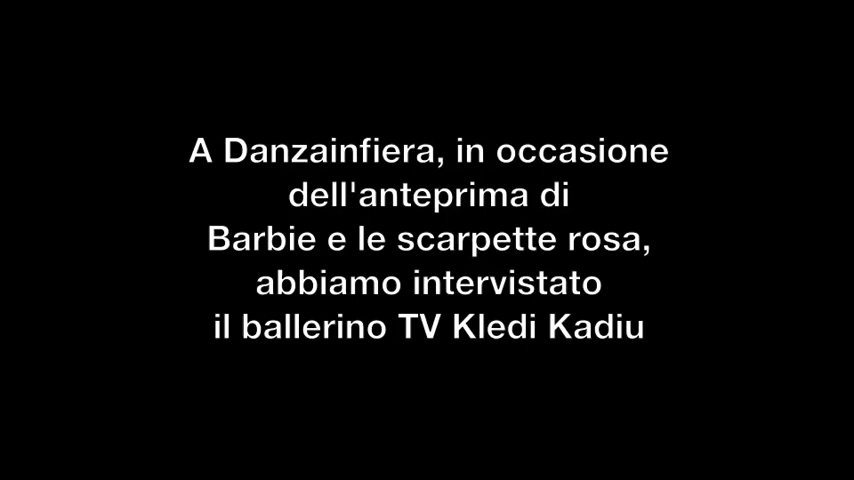 A Danzainfiera, in occasione
dell'anteprima di
Barbie e le scarpette rosa,
abbiamo intervistato
il ballerino TV Kledi Kadiu